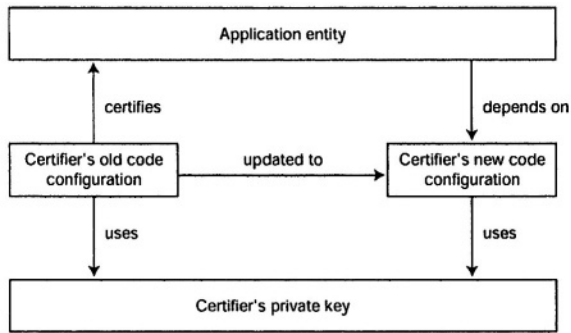 Application entity
certifies
depends on
Certifier's old code
configuration
updated to
Certifier's new code
configuration
uses
uses
Certifier's private key